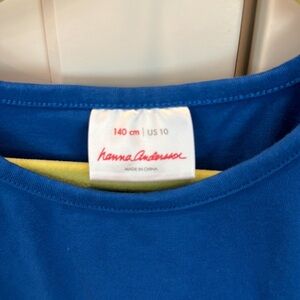 140 cm | US 10
hanna andersson
MADE IN CHINA